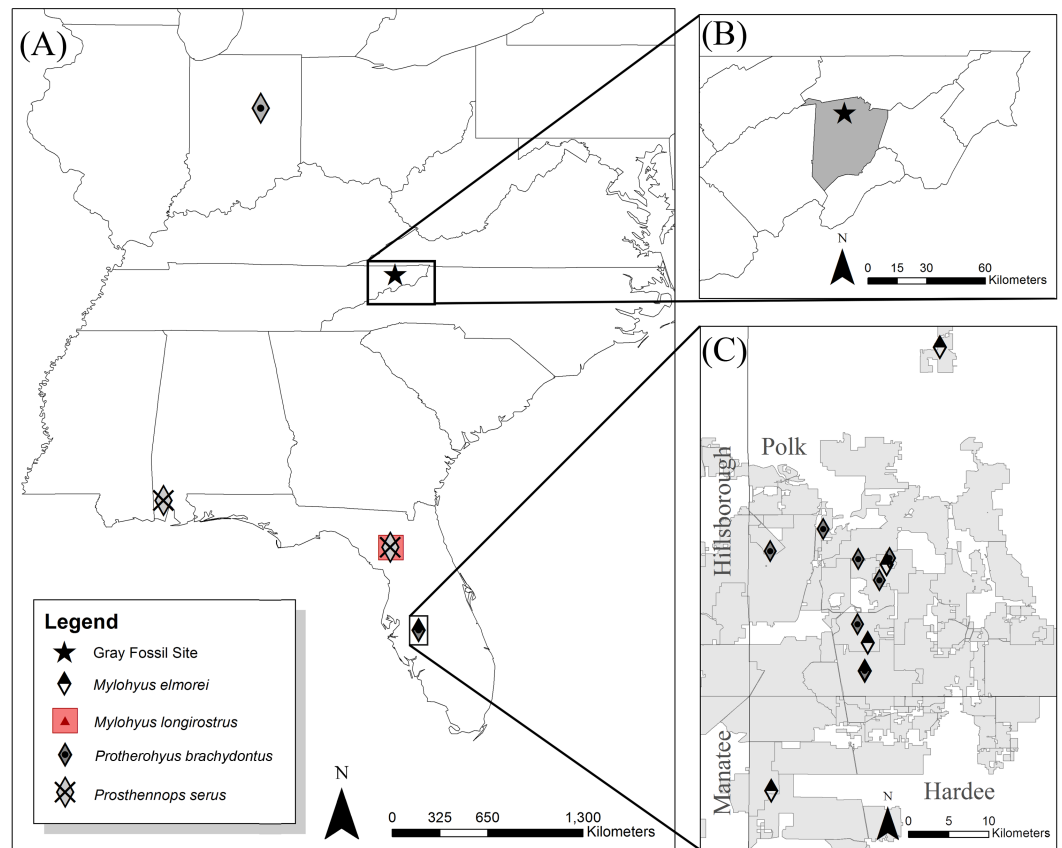 (A)
N
0 325 650 1,300
Kilometers
Legend
Gray Fossil Site
Mylohyus elmorei
Mylohyus longirostrus
Protherohyus brachydontus
Prosthennops serus
(B)
N
0 15 30 60
Kilometers
(C)
Polk
Hillsborough
Manatee
Hardee
N
0 5 10
Kilometers